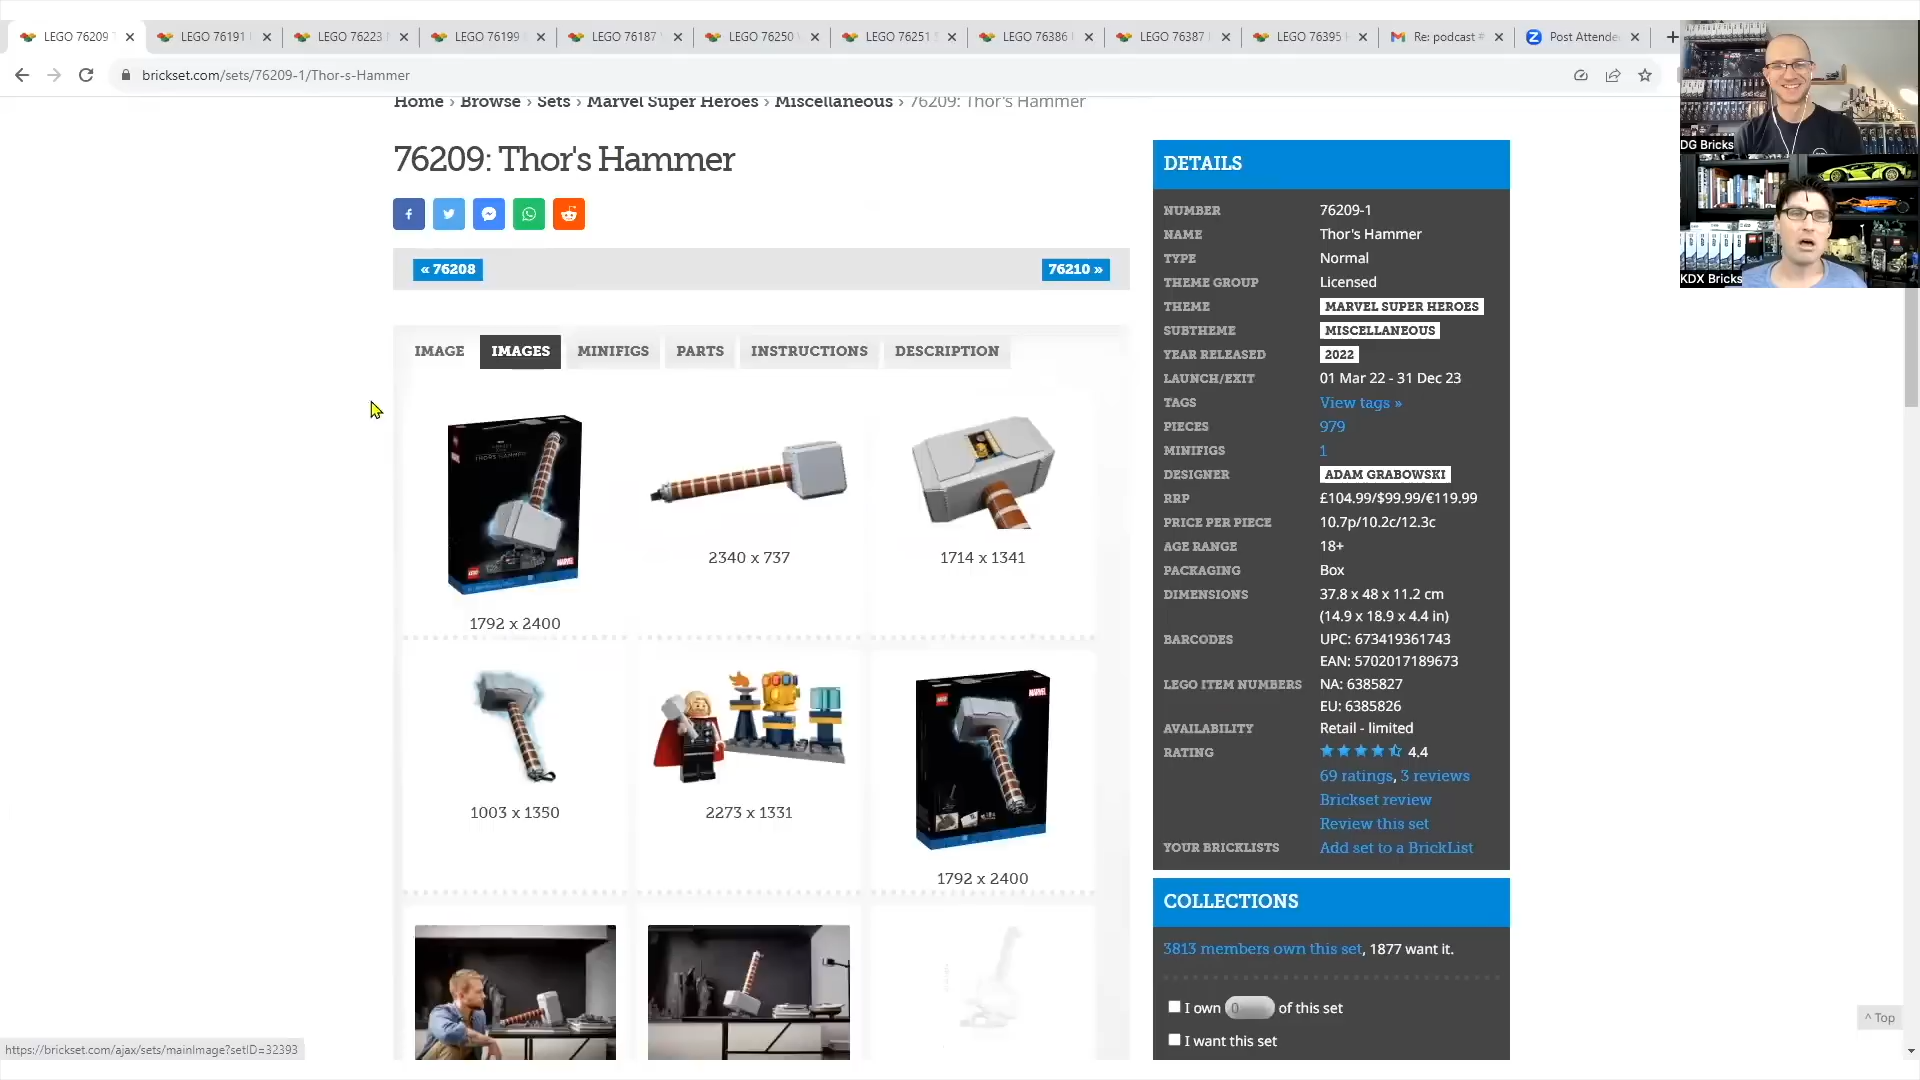 LEGO 76209
LEGO 76191
LEGO 76223
LEGO 76199
LEGO 76187
LEGO 76250
LEGO 76251
LEGO 76386
LEGO 76387
LEGO 76395
Re: podcast
Post Attende
brickset.com/sets/76209-1/Thor-s-Hammer
DG Bricks
KDX Bricks
Home › Browse › Sets › Marvel Super Heroes › Miscellaneous › 76209: Thor's Hammer
76209: Thor's Hammer
« 76208
76210 »
IMAGE
IMAGES
MINIFIGS
PARTS
INSTRUCTIONS
DESCRIPTION
THOR'S HAMMER
LEGO
MARVEL
1792 x 2400
2340 x 737
1714 x 1341
1003 x 1350
2273 x 1331
LEGO
MARVEL
1792 x 2400
DETAILS
NUMBER 76209-1
NAME Thor's Hammer
TYPE Normal
THEME GROUP Licensed
THEME MARVEL SUPER HEROES
SUBTHEME MISCELLANEOUS
YEAR RELEASED 2022
LAUNCH/EXIT 01 Mar 22 - 31 Dec 23
TAGS View tags »
PIECES 979
MINIFIGS 1
DESIGNER ADAM GRABOWSKI
RRP £104.99/$99.99/€119.99
PRICE PER PIECE 10.7p/10.2c/12.3c
AGE RANGE 18+
PACKAGING Box
DIMENSIONS 37.8 x 48 x 11.2 cm
(14.9 x 18.9 x 4.4 in)
BARCODES UPC: 673419361743
EAN: 5702017189673
LEGO ITEM NUMBERS NA: 6385827
EU: 6385826
AVAILABILITY Retail - limited
RATING 4.4
69 ratings, 3 reviews
Brickset review
Review this set
YOUR BRICKLISTS Add set to a BrickList
COLLECTIONS
3813 members own this set, 1877 want it.
I own 0 of this set
I want this set
^ Top
https://brickset.com/ajax/sets/mainImage?setID=32393